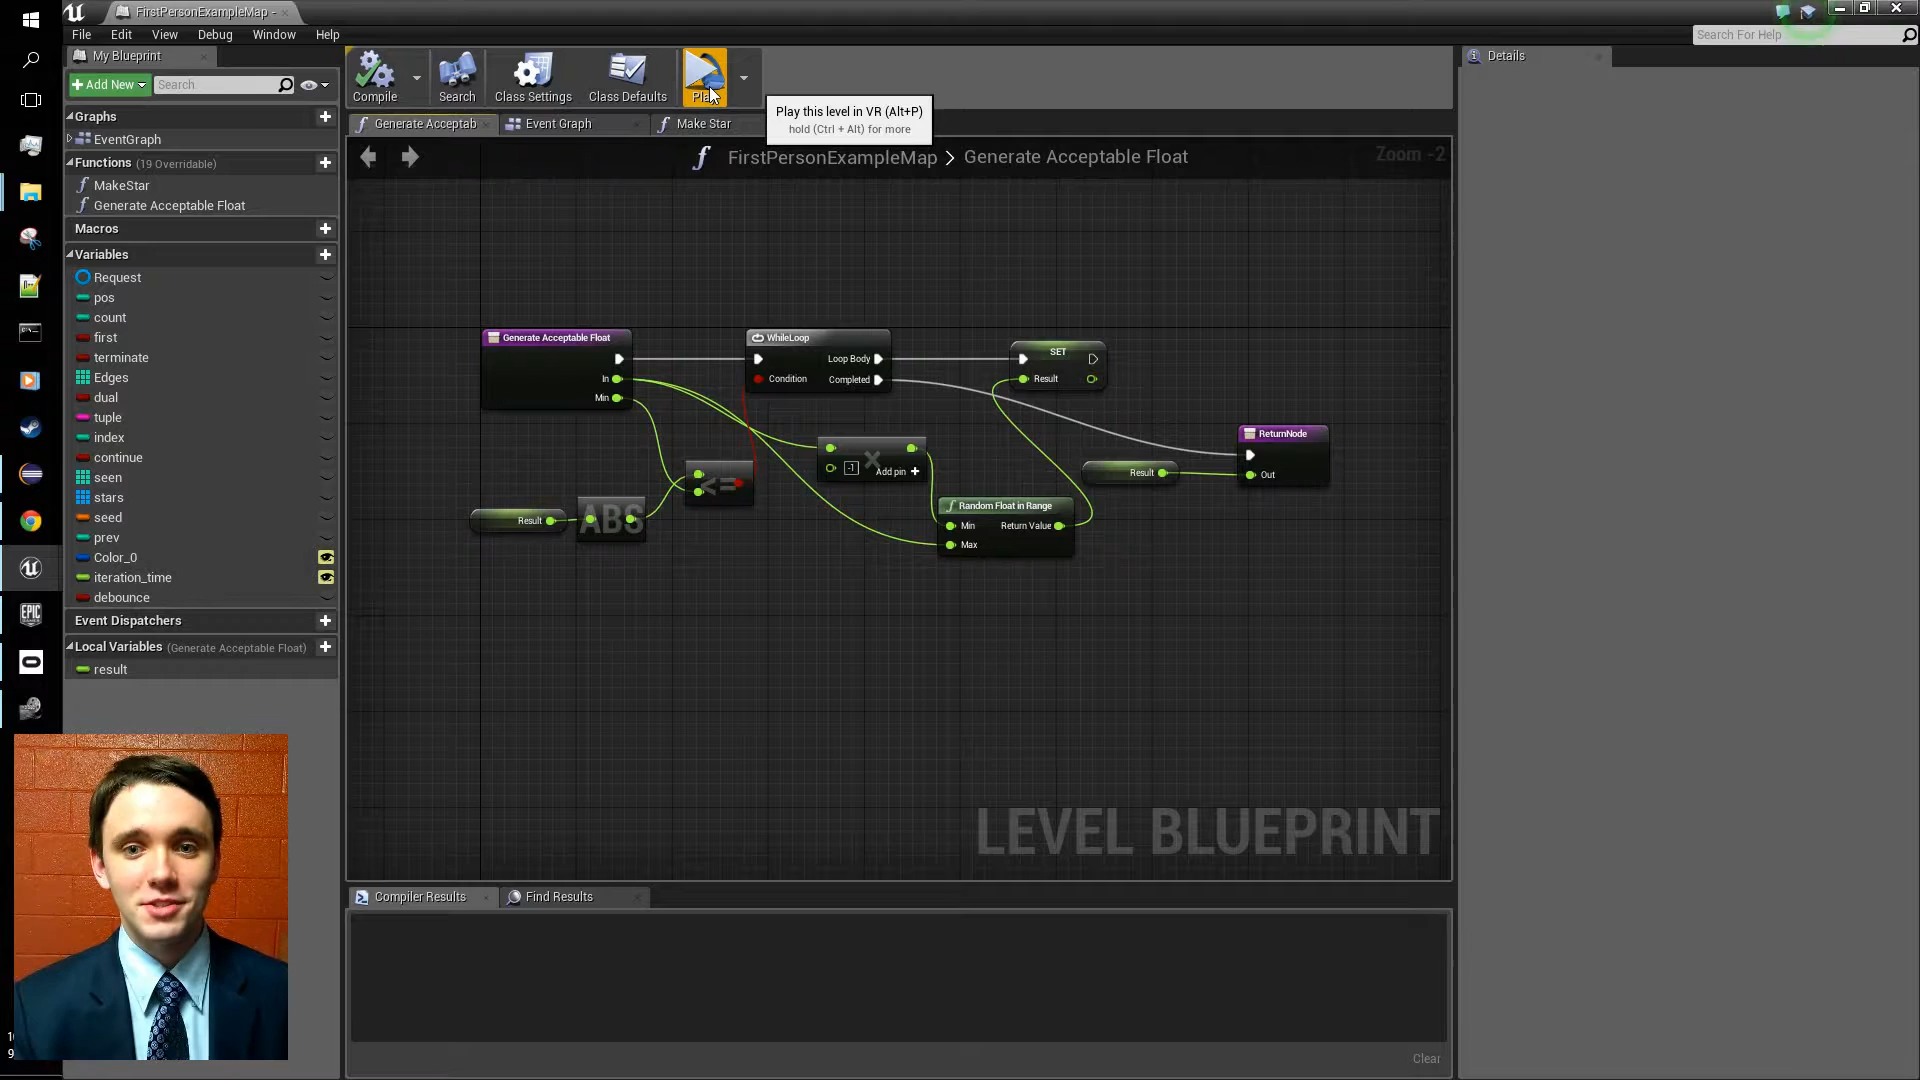 FirstPersonExampleMap -
File Edit View Debug Window Help
Search For Help
My Blueprint
Details
Add New
Search
Compile
Search
Class Settings
Class Defaults
Play this level in VR (Alt+P)
hold (Ctrl + Alt) for more
Generate Acceptab
Event Graph
Make Star
FirstPersonExampleMap > Generate Acceptable Float
Zoom -2
Graphs
EventGraph
Functions (19 Overridable)
MakeStar
Generate Acceptable Float
Macros
Variables
Request
pos
count
first
terminate
Edges
dual
tuple
index
continue
seen
stars
seed
prev
Color_0
iteration_time
debounce
Event Dispatchers
Local Variables (Generate Acceptable Float)
result
Generate Acceptable Float
In
Min
WhileLoop
Loop Body
Condition
Completed
SET
Result
ReturnNode
Out
Result
-1
Add pin +
<=
Result
ABS
Random Float in Range
Min
Return Value
Max
LEVEL BLUEPRINT
Compiler Results
Find Results
Clear
EPIC